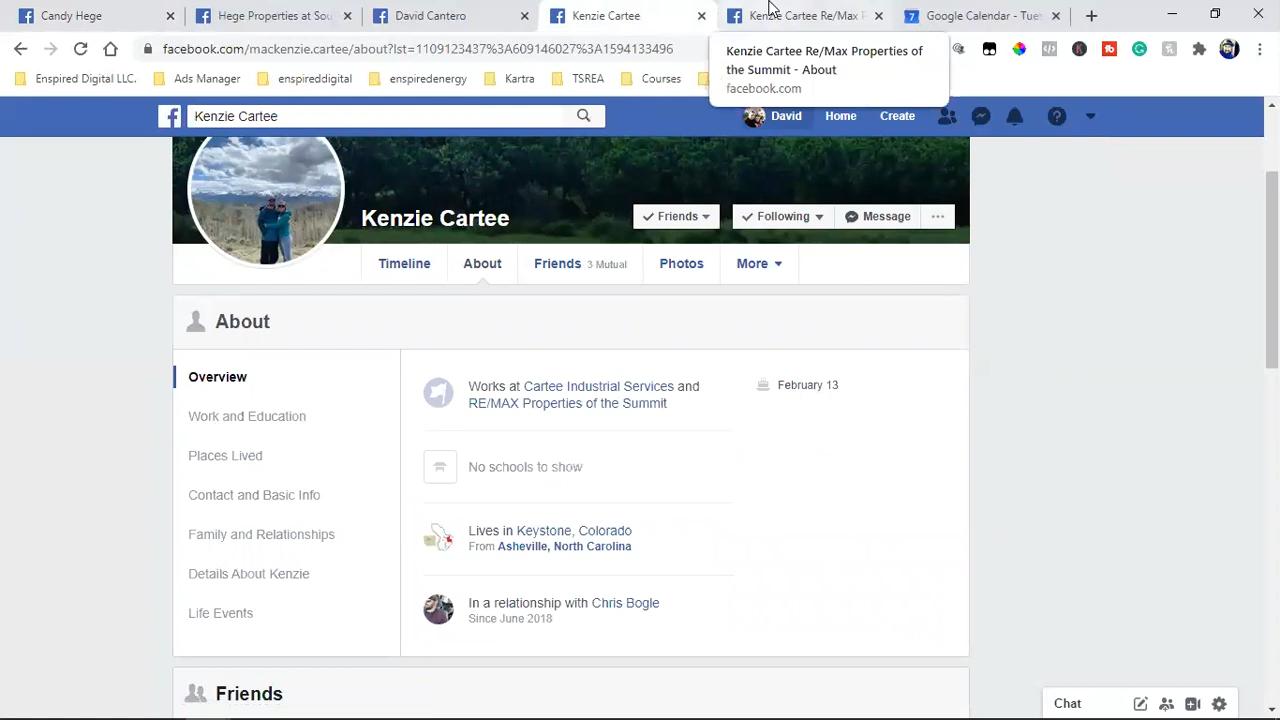 Candy Hege
Hege Properties at Sou
David Cantero
Kenzie Cartee
Kenzie Cartee Re/Max P
Google Calendar - Tues
facebook.com/mackenzie.cartee/about?lst=1109123437%3A609146027%3A1594133496
Kenzie Cartee Re/Max Properties of
the Summit - About
facebook.com
Enspired Digital LLC.
Ads Manager
enspireddigital
enspiredenergy
Kartra
TSREA
Courses
Kenzie Cartee
David
Home
Create
Kenzie Cartee
Friends
Following
Message
Timeline
About
Friends 3 Mutual
Photos
More
About
Overview
Work and Education
Places Lived
Contact and Basic Info
Family and Relationships
Details About Kenzie
Life Events
Works at Cartee Industrial Services and
RE/MAX Properties of the Summit
February 13
No schools to show
Lives in Keystone, Colorado
From Asheville, North Carolina
In a relationship with Chris Bogle
Since June 2018
Friends
Chat